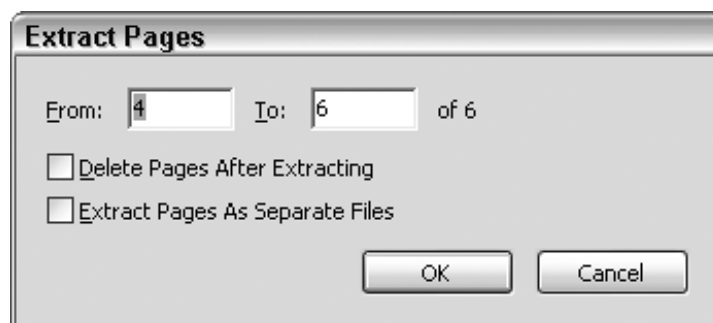 Extract Pages
From: 4 To: 6 of 6
Delete Pages After Extracting
Extract Pages As Separate Files
OK Cancel